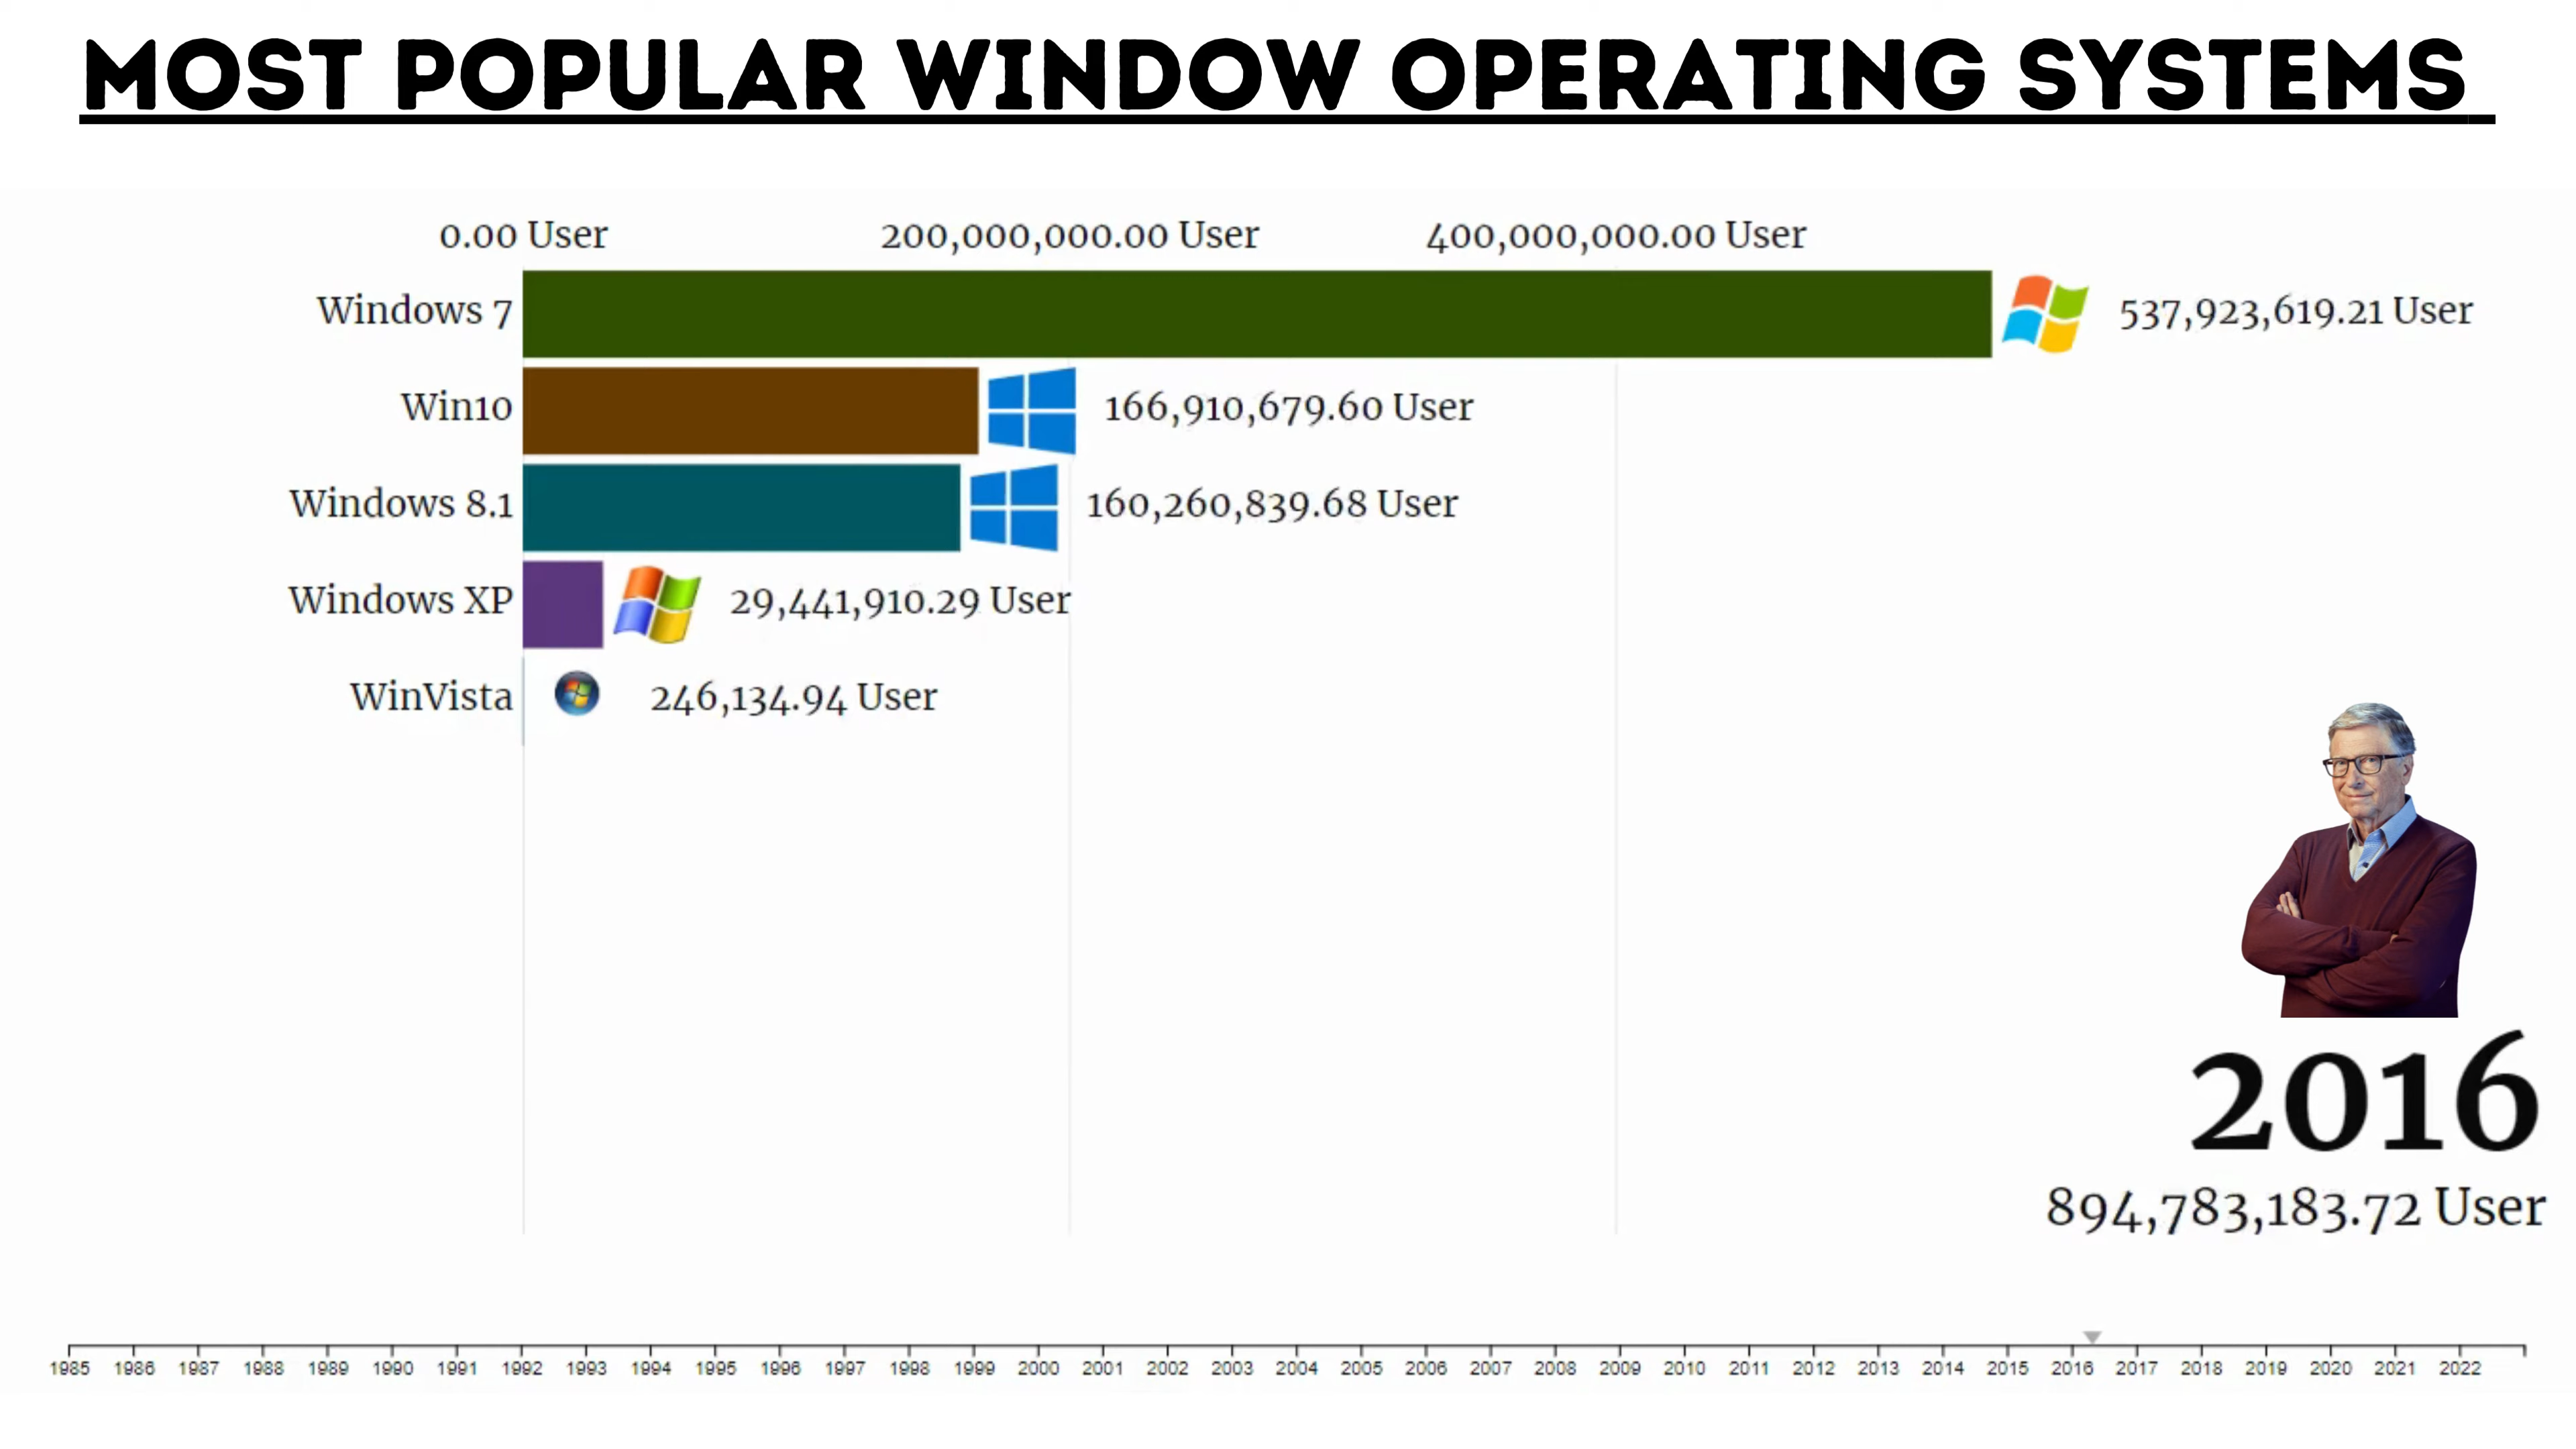 MOST POPULAR WINDOW OPERATING SYSTEMS
0.00 User 200,000,000.00 User 400,000,000.00 User
Windows 7 537,923,619.21 User
Win10 166,910,679.60 User
Windows 8.1 160,260,839.68 User
Windows XP 29,441,910.29 User
WinVista 246,134.94 User
2016
894,783,183.72 User
1985 1986 1987 1988 1989 1990 1991 1992 1993 1994 1995 1996 1997 1998 1999 2000 2001 2002 2003 2004 2005 2006 2007 2008 2009 2010 2011 2012 2013 2014 2015 2016 2017 2018 2019 2020 2021 2022